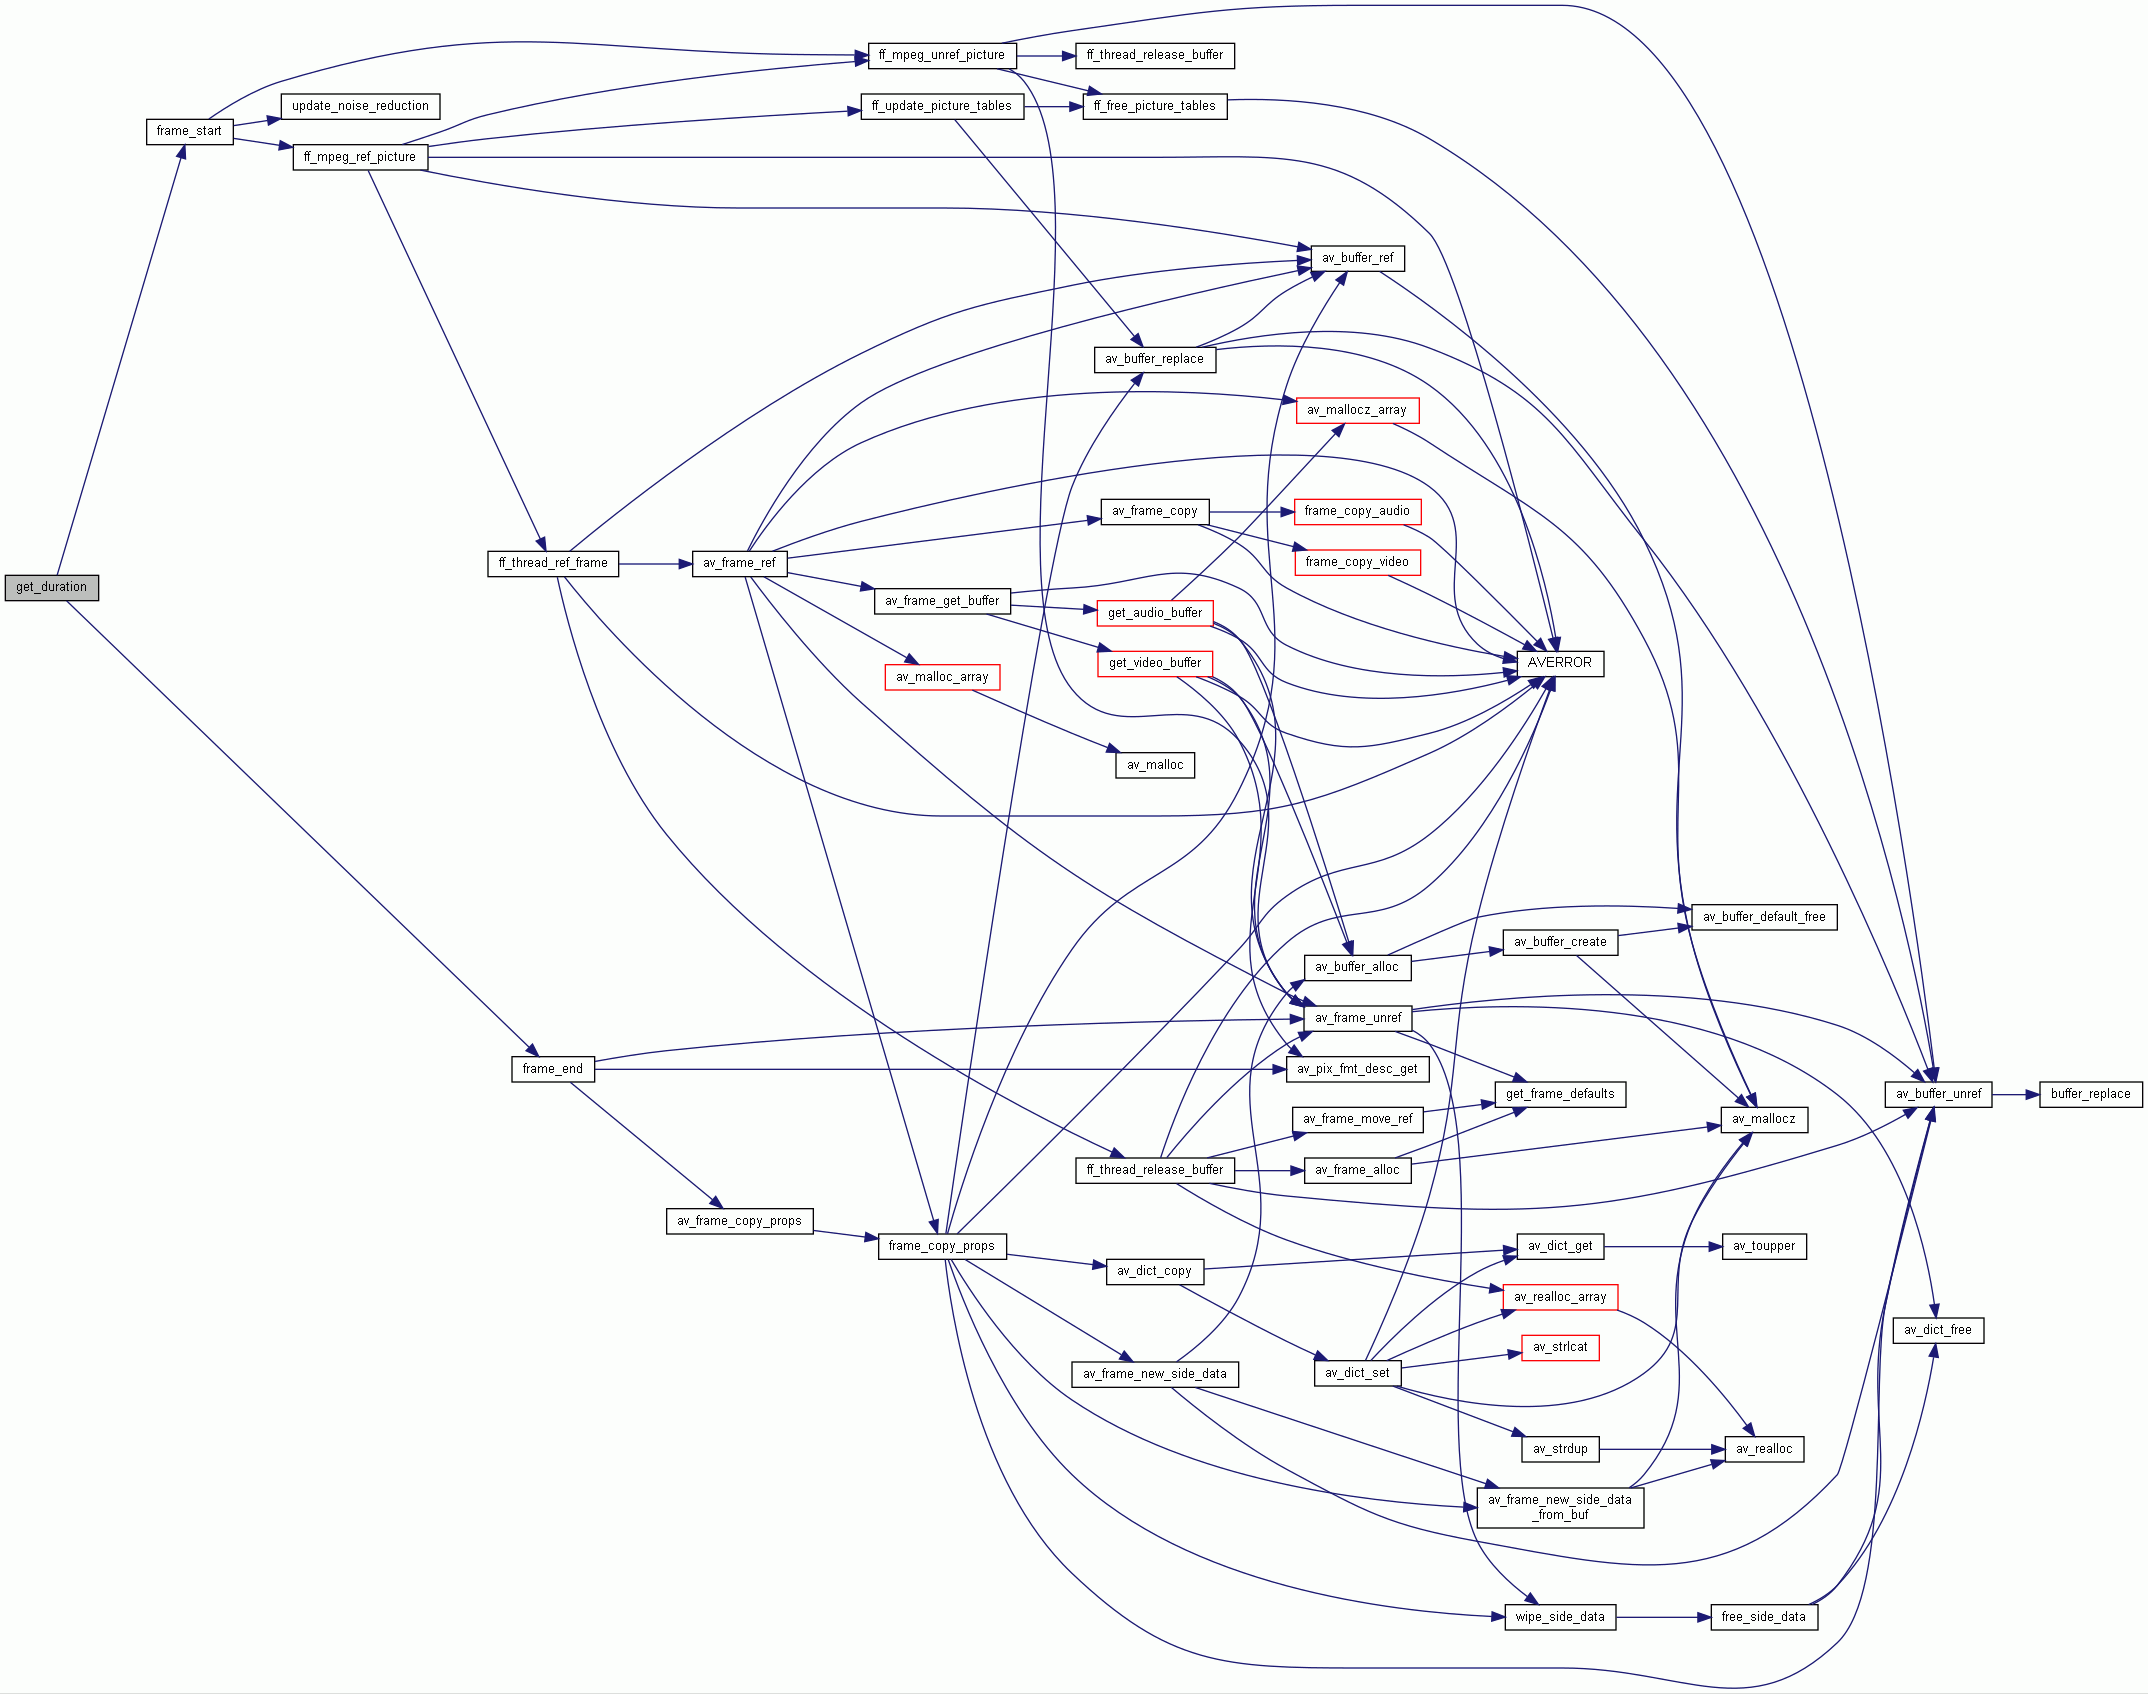 ff_mpeg_unref_picture
ff_thread_release_buffer
update_noise_reduction
ff_update_picture_tables
ff_free_picture_tables
frame_start
ff_mpeg_ref_picture
av_buffer_ref
av_buffer_replace
av_mallocz_array
av_frame_copy
frame_copy_audio
ff_thread_ref_frame
av_frame_ref
frame_copy_video
get_duration
av_frame_get_buffer
get_audio_buffer
get_video_buffer
AVERROR
av_malloc_array
av_malloc
av_buffer_default_free
av_buffer_create
av_buffer_alloc
av_frame_unref
frame_end
av_pix_fmt_desc_get
get_frame_defaults
av_buffer_unref
buffer_replace
av_frame_move_ref
av_mallocz
ff_thread_release_buffer
av_frame_alloc
av_frame_copy_props
frame_copy_props
av_dict_get
av_toupper
av_dict_copy
av_realloc_array
av_dict_free
av_strlcat
av_frame_new_side_data
av_dict_set
av_strdup
av_realloc
av_frame_new_side_data
_from_buf
wipe_side_data
free_side_data